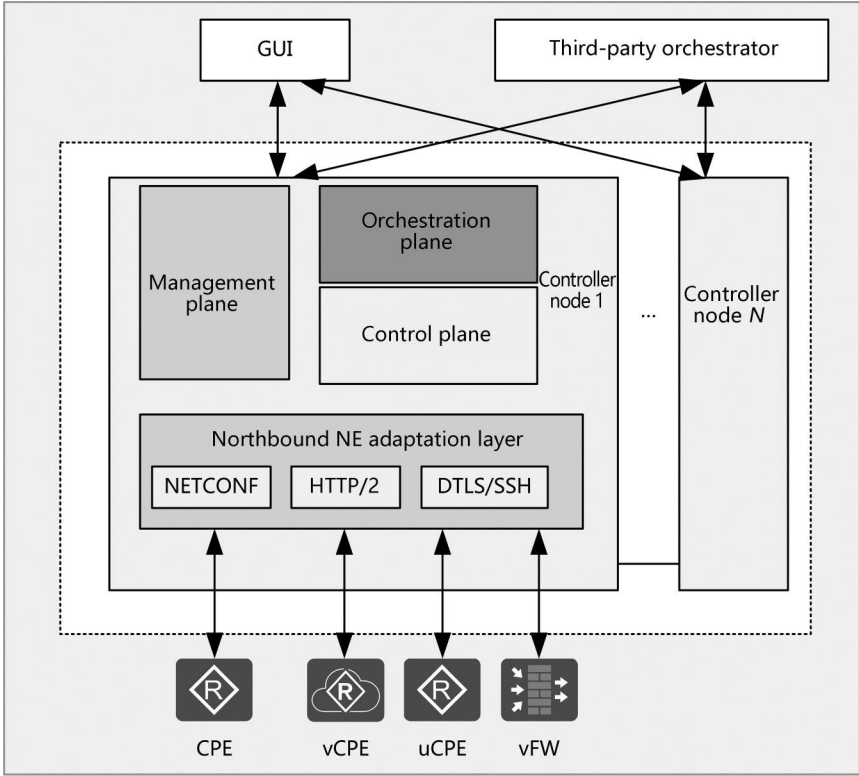 GUI
Third-party orchestrator
Management
plane
Orchestration
plane
Control plane
Controller
node 1
...
Controller
node N
Northbound NE adaptation layer
NETCONF
HTTP/2
DTLS/SSH
R
R
R
CPE
vCPE
uCPE
vFW